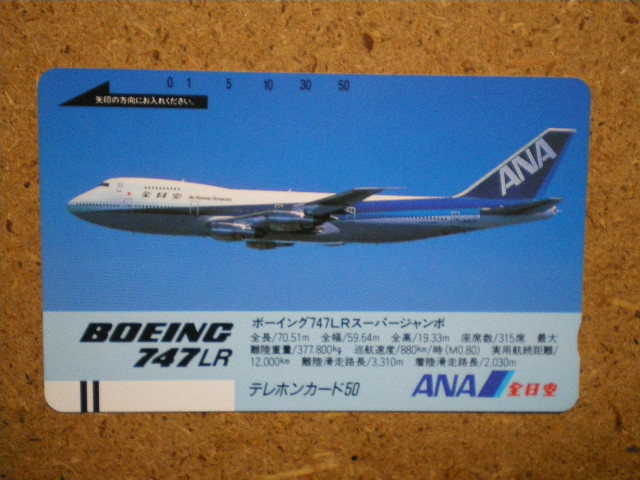 0 1 5 10 30 50
矢印の方向にお入れください。
ANA
全日空 All Nippon Airways
BOEING
747LR
ボーイング747LRスーパージャンボ
全長/70.51m 全幅/59.64m 全高/19.33m 座席数/315席 最大
離陸重量/377.800kg 巡航速度/880km/時(M0.80) 実用航続距離/
12,000km 離陸滑走路長/3,310m 着陸滑走路長/2,030m
テレホンカード50
ANA 全日空